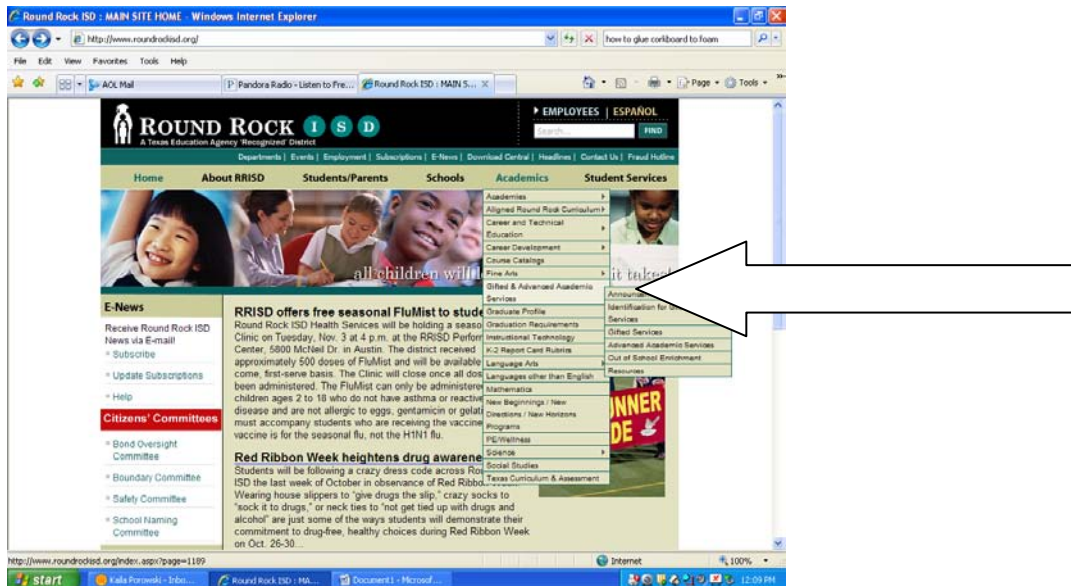 Round Rock ISD : MAIN SITE HOME - Windows Internet Explorer
http://www.roundrockisd.org/
how to glue corkboard to foam
File Edit View Favorites Tools Help
AOL Mail
Pandora Radio - Listen to Fre...
Round Rock ISD : MAIN S...
Page
Tools
EMPLOYEES | ESPAÑOL
ROUND ROCK I S D
Search...
FIND
A Texas Education Agency 'Recognized' District
Departments | Events | Employment | Subscriptions | E-News | Download Central | Headlines | Contact Us | Fraud Hotline
Home About RRISD Students/Parents Schools Academics Student Services
Academies
Aligned Round Rock Curriculum
Career and Technical
Education
Career Development
Course Catalogs
Fine Arts
Gifted & Advanced Academic
Services
Graduate Profile
Graduation Requirements
Instructional Technology
K-2 Report Card Rubrics
Language Arts
Languages other than English
Mathematics
New Beginnings / New
Directions / New Horizons
Programs
PE/Wellness
Science
Social Studies
Texas Curriculum & Assessment
Identification for
Services
Gifted Services
Advanced Academic Services
Out of School Enrichment
Resources
all children will
it takes!
E-News
Receive Round Rock ISD
News via E-mail!
Subscribe
Update Subscriptions
Help
Citizens' Committees
Bond Oversight
Committee
Boundary Committee
Safety Committee
School Naming
Committee
RRISD offers free seasonal FluMist to
Round Rock ISD Health Services will be holding a
Clinic on Tuesday, Nov. 3 at 4 p.m. at the RRISD
Center, 5800 McNeil Dr. in Austin. The district received
approximately 500 doses of FluMist and will be available
come, first-serve basis. The Clinic will close once all
been administered. The FluMist can only be
children ages 2 to 18 who do not have asthma or
disease and are not allergic to eggs, gentamicin or
must accompany students who are receiving the vaccine
vaccine is for the seasonal flu, not the H1N1 flu.
Red Ribbon Week heightens drug
Students will be following a crazy dress code across
ISD the last week of October in observance of Red
Wearing house slippers to "give drugs the slip," crazy socks to
"sock it to drugs," or neck ties to "not get tied up with drugs and
alcohol" are just some of the ways students will demonstrate their
commitment to drug-free, healthy choices during Red Ribbon Week
on Oct. 26-30...
http://www.roundrockisd.org/index.aspx?page=1189
Internet
100%
start
Kala Porowski - Inbo...
Round Rock ISD : MA...
Document1 - Microsof...
12:09 PM